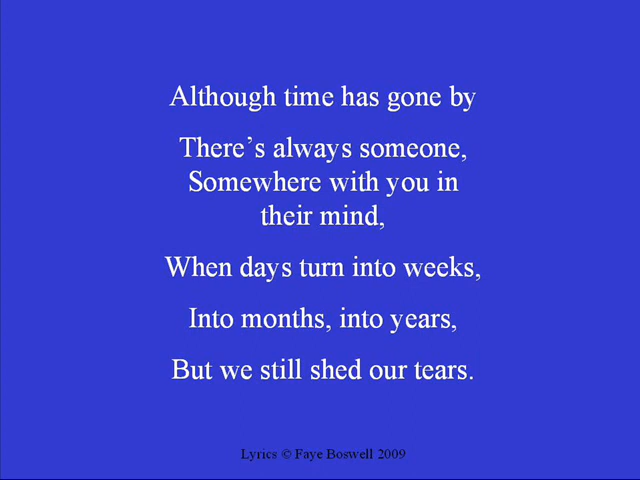 Although time has gone by
There's always someone,
Somewhere with you in
their mind,
When days turn into weeks,
Into months, into years,
But we still shed our tears.
Lyrics © Faye Boswell 2009